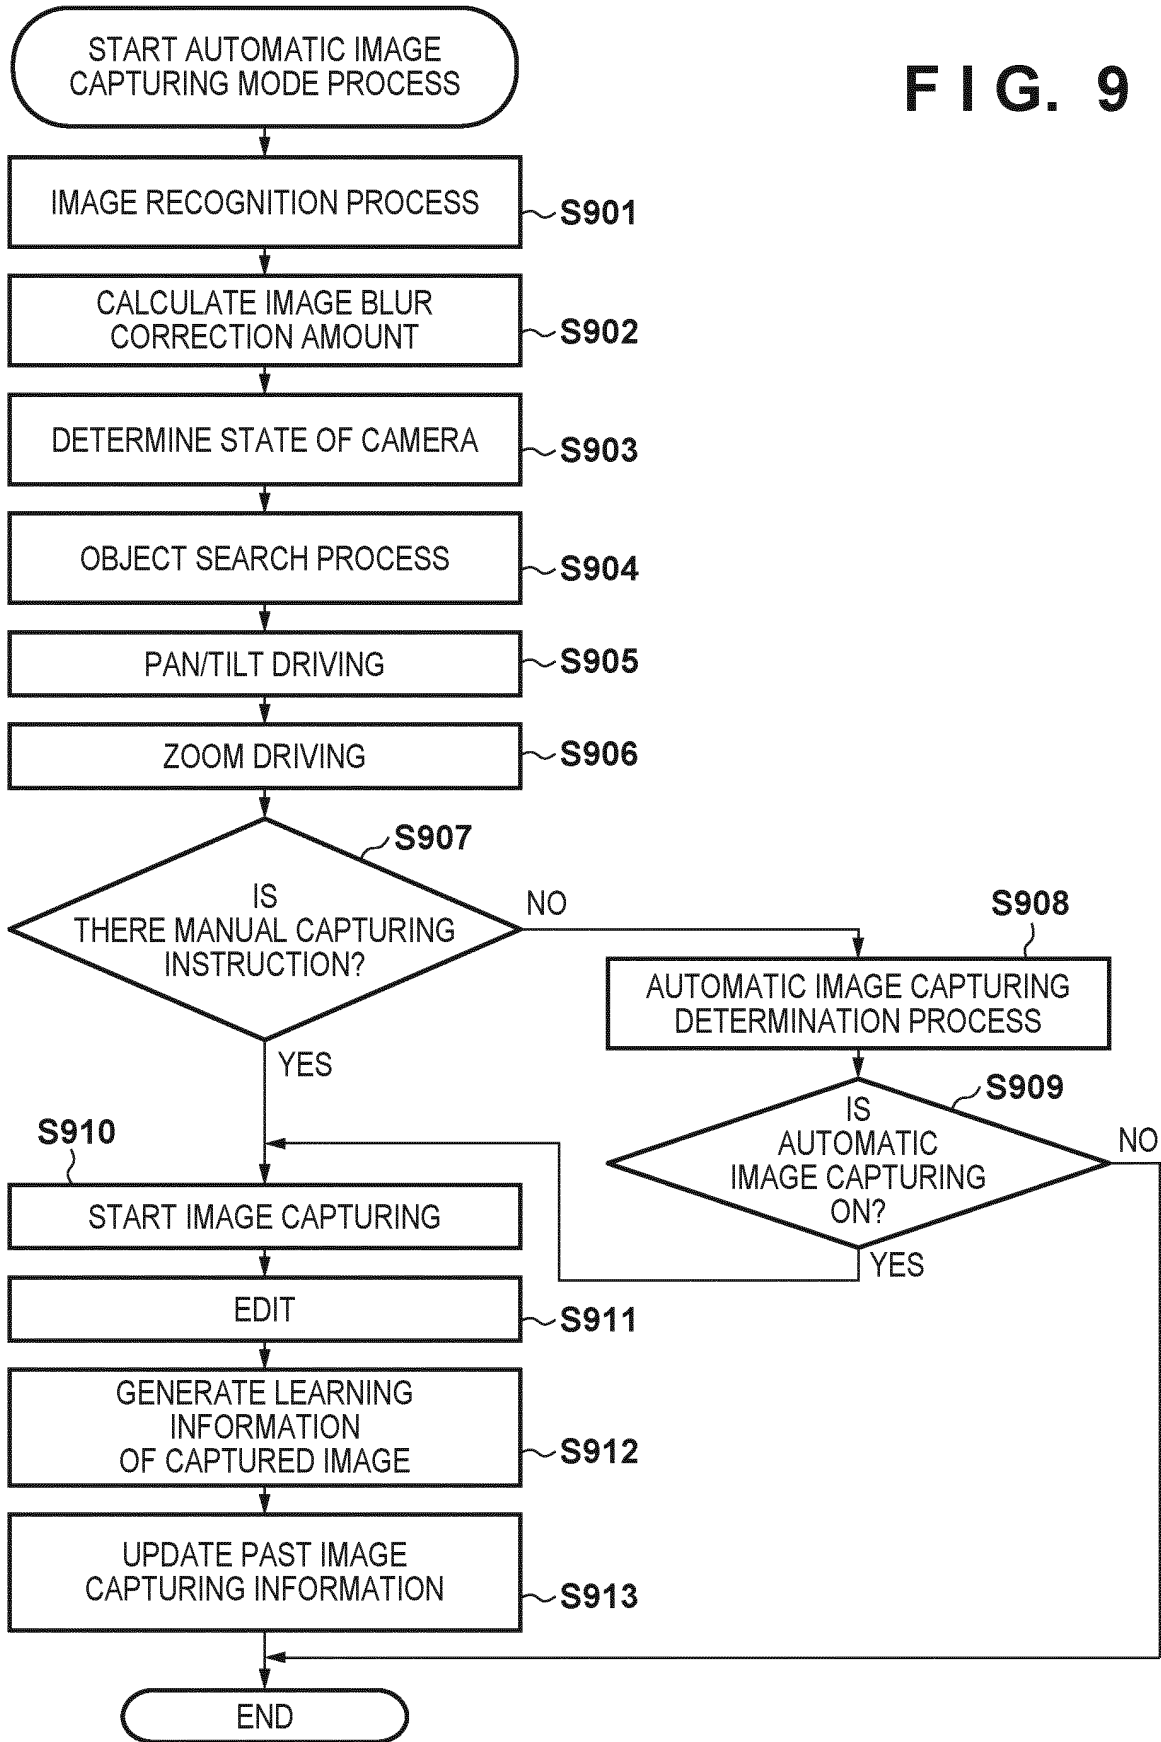 START AUTOMATIC IMAGE
CAPTURING MODE PROCESS
FIG. 9
IMAGE RECOGNITION PROCESS
S901
CALCULATE IMAGE BLUR
CORRECTION AMOUNT
S902
DETERMINE STATE OF CAMERA
S903
OBJECT SEARCH PROCESS
S904
PAN/TILT DRIVING
S905
ZOOM DRIVING
S906
S907
IS
THERE MANUAL CAPTURING
INSTRUCTION?
NO
YES
S908
AUTOMATIC IMAGE CAPTURING
DETERMINATION PROCESS
S909
IS
AUTOMATIC
IMAGE CAPTURING
ON?
NO
YES
S910
START IMAGE CAPTURING
EDIT
S911
GENERATE LEARNING
INFORMATION
OF CAPTURED IMAGE
S912
UPDATE PAST IMAGE
CAPTURING INFORMATION
S913
END